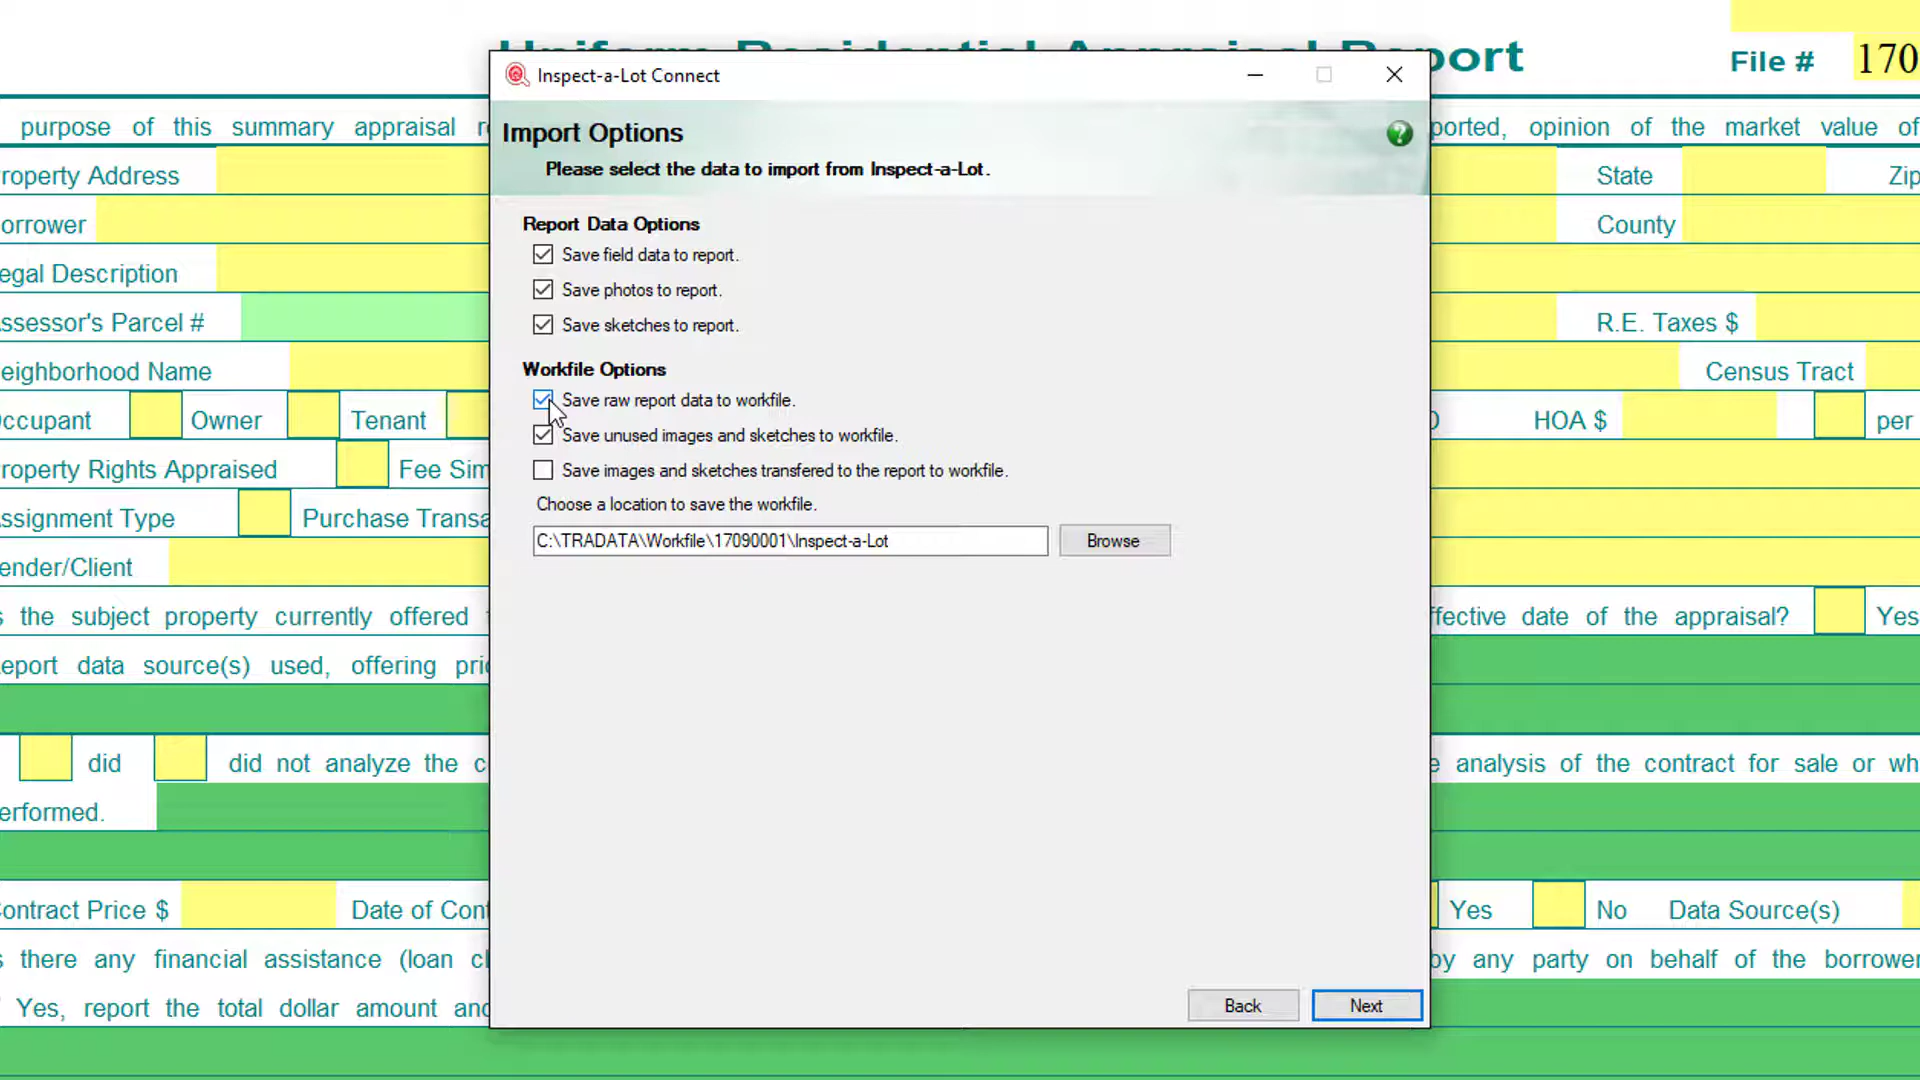 Uniform Residential Appraisal Report
File # 170
Inspect-a-Lot Connect
Import Options
Please select the data to import from Inspect-a-Lot.
purpose of this summary appraisal
ported, opinion of the market value of
roperty Address
State
Zip
orrower
County
egal Description
ssessor's Parcel #
R.E. Taxes $
eighborhood Name
Census Tract
ccupant Owner Tenant
HOA $ per
roperty Rights Appraised Fee Sim
ssignment Type Purchase Transa
ender/Client
s the subject property currently offered
ffective date of the appraisal? Yes
eport data source(s) used, offering pri
did did not analyze the c
e analysis of the contract for sale or wh
erformed.
ontract Price $ Date of Cont
Yes No Data Source(s)
s there any financial assistance (loan cl
by any party on behalf of the borrower
Yes, report the total dollar amount and
Report Data Options
Save field data to report.
Save photos to report.
Save sketches to report.
Workfile Options
Save raw report data to workfile.
Save unused images and sketches to workfile.
Save images and sketches transfered to the report to workfile.
Choose a location to save the workfile.
C:\TRADATA\Workfile\17090001\Inspect-a-Lot
Browse
Back Next